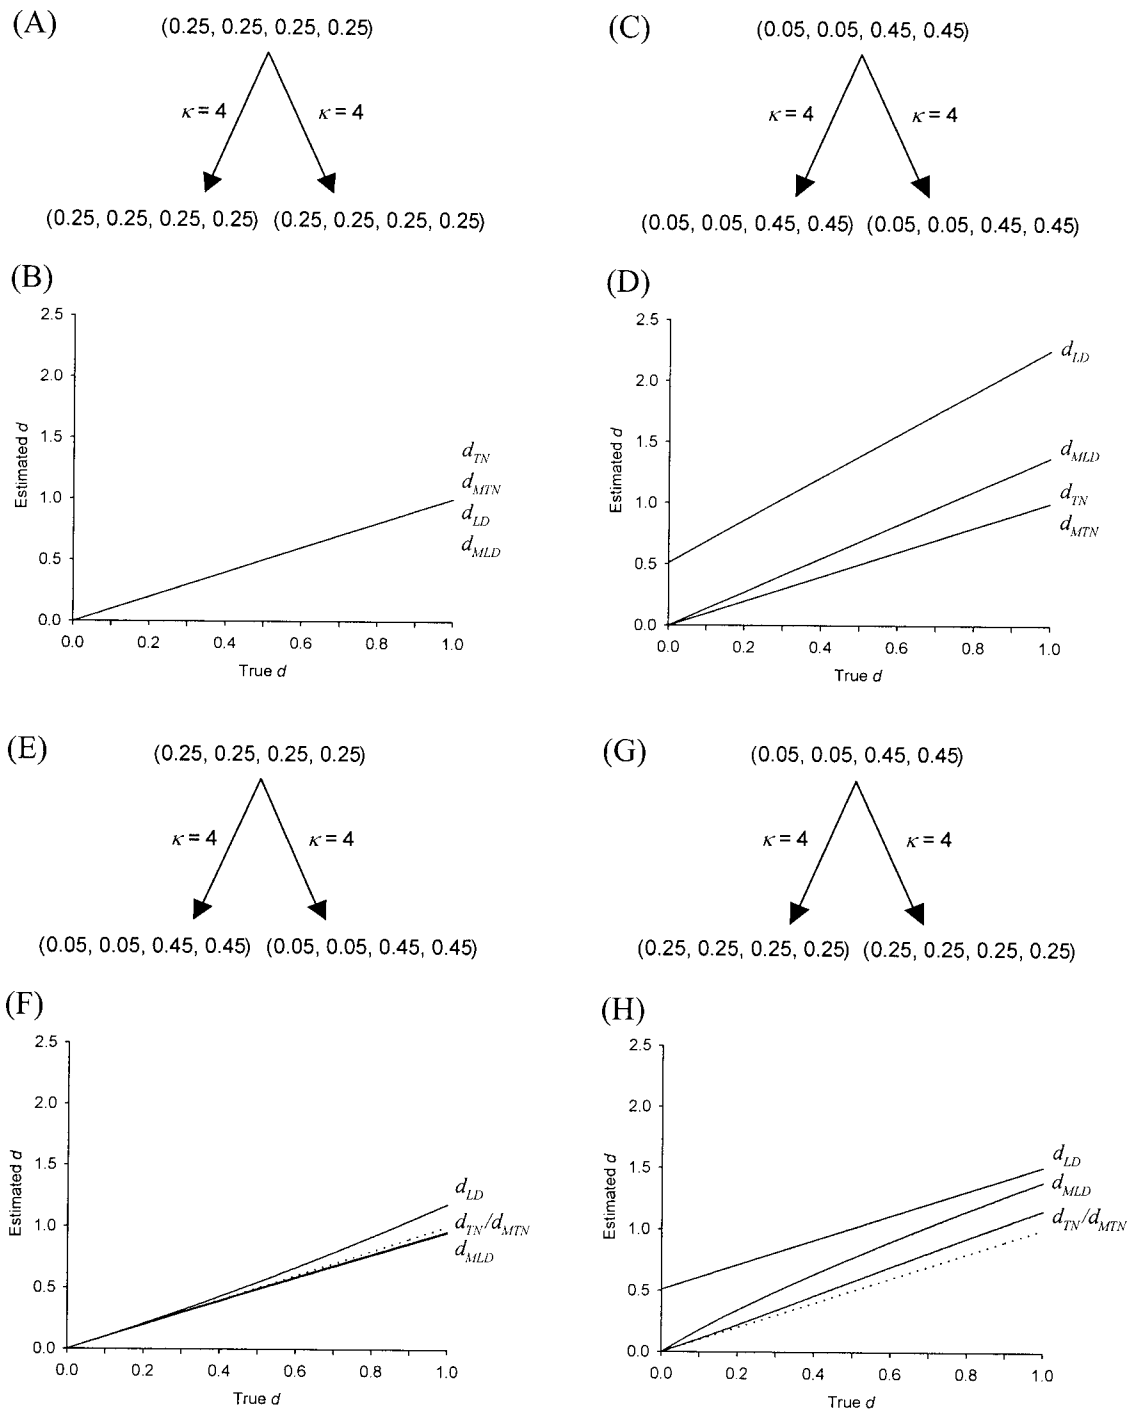 (A)
(0.25, 0.25, 0.25, 0.25)
κ = 4
κ = 4
(0.25, 0.25, 0.25, 0.25)
(0.25, 0.25, 0.25, 0.25)
(C)
(0.05, 0.05, 0.45, 0.45)
κ = 4
κ = 4
(0.05, 0.05, 0.45, 0.45)
(0.05, 0.05, 0.45, 0.45)
(B)
2.5
2.0
1.5
1.0
0.5
0.0
Estimated d
d_TN
d_MTN
d_LD
d_MLD
0.0 0.2 0.4 0.6 0.8 1.0
True d
(D)
2.5
2.0
1.5
1.0
0.5
0.0
Estimated d
d_LD
d_MLD
d_TN
d_MTN
0.0 0.2 0.4 0.6 0.8 1.0
True d
(E)
(0.25, 0.25, 0.25, 0.25)
κ = 4
κ = 4
(0.05, 0.05, 0.45, 0.45)
(0.05, 0.05, 0.45, 0.45)
(G)
(0.05, 0.05, 0.45, 0.45)
κ = 4
κ = 4
(0.25, 0.25, 0.25, 0.25)
(0.25, 0.25, 0.25, 0.25)
(F)
2.5
2.0
1.5
1.0
0.5
0.0
Estimated d
d_LD
d_TN/d_MTN
d_MLD
0.0 0.2 0.4 0.6 0.8 1.0
True d
(H)
2.5
2.0
1.5
1.0
0.5
0.0
Estimated d
d_LD
d_MLD
d_TN/d_MTN
0.0 0.2 0.4 0.6 0.8 1.0
True d